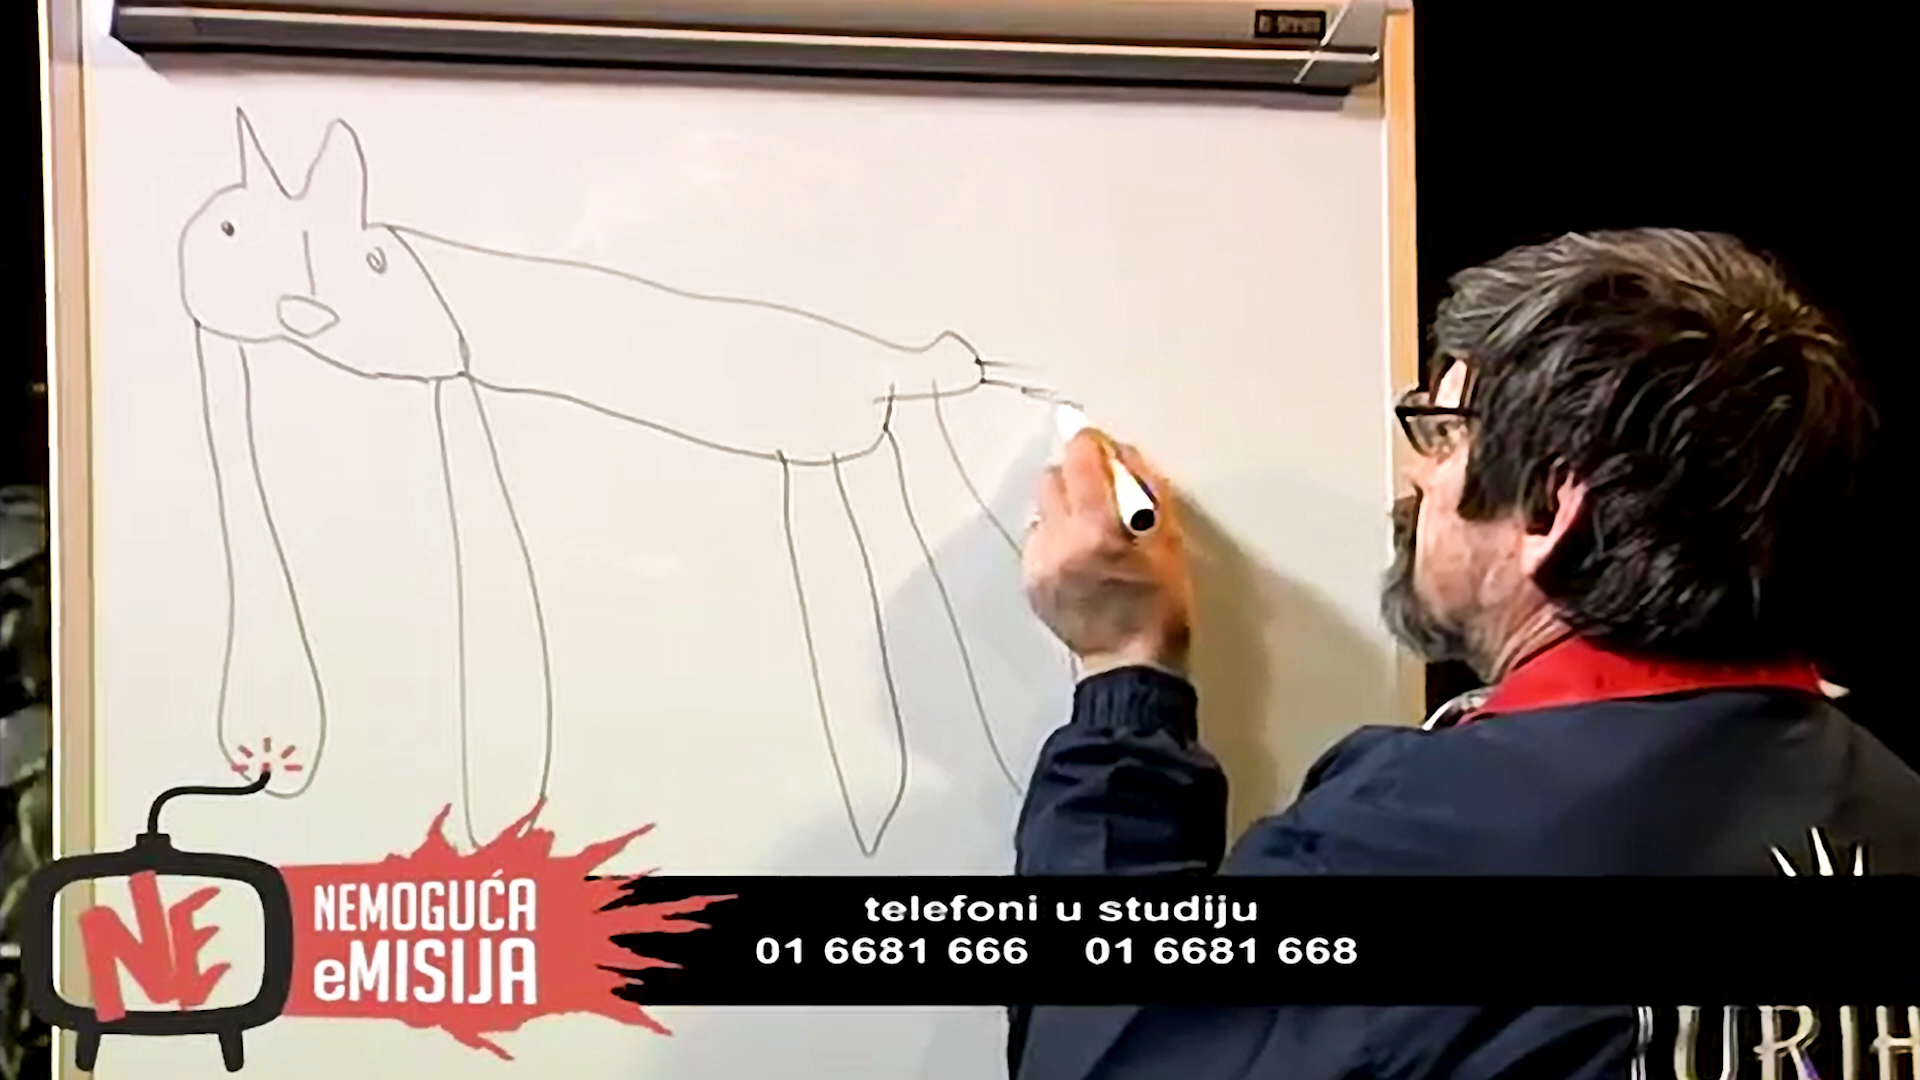 NE
NEMOGUĆA
eMISIJA
telefoni u studiju
01 6681 666 01 6681 668